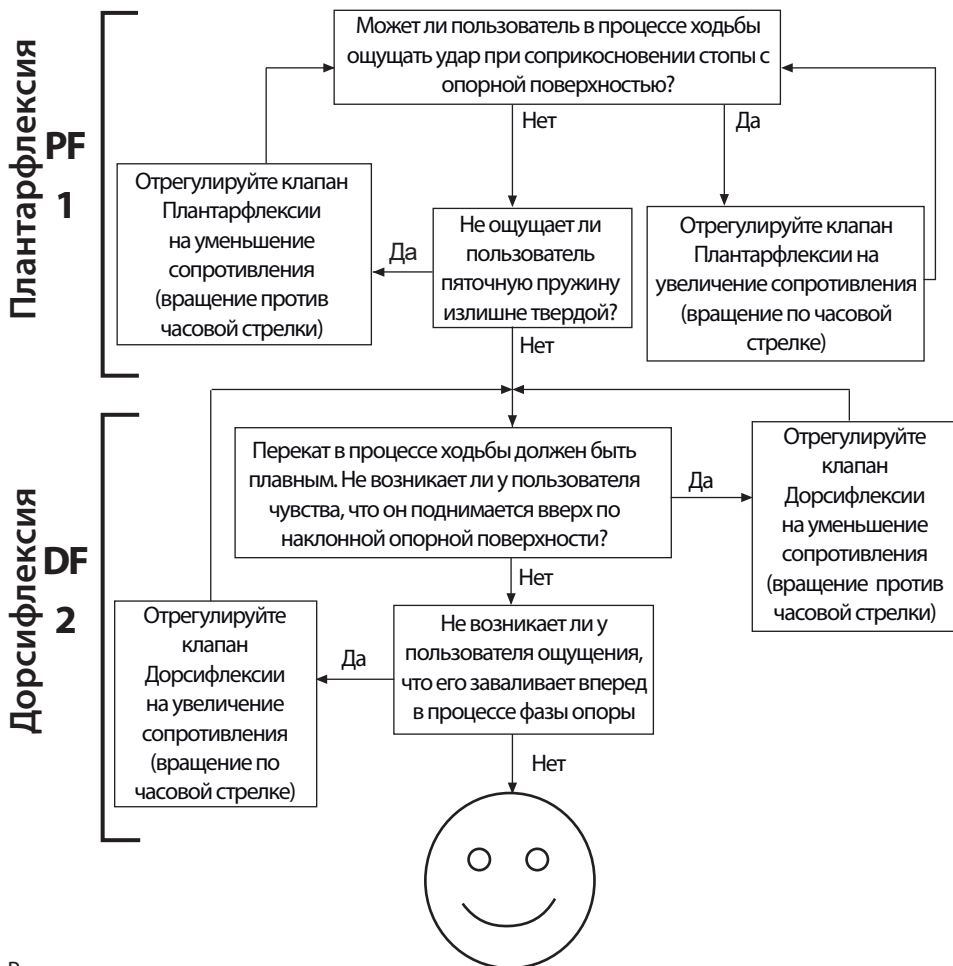 Плантарфлексия
PF
1
Может ли пользователь в процессе ходьбы
ощущать удар при соприкосновении стопы с
опорной поверхностью?
Нет
Да
Отрегулируйте клапан
Плантарфлексии
на уменьшение
сопротивления
(вращение против
часовой стрелки)
Да
Не ощущает ли
пользователь
пяточную пружину
излишне твердой?
Отрегулируйте клапан
Плантарфлексии на
увеличение сопротивления
(вращение по часовой
стрелке)
Нет
Дорсифлексия
DF
2
Перекат в процессе ходьбы должен быть
плавным. Не возникает ли у пользователя
чувства, что он поднимается вверх по
наклонной опорной поверхности?
Да
Отрегулируйте
клапан
Дорсифлексии
на уменьшение
сопротивления
(вращение против
часовой стрелки)
Нет
Отрегулируйте
клапан
Дорсифлексии
на увеличение
сопротивления
(вращение по
часовой стрелке)
Да
Не возникает ли у
пользователя ощущения,
что его заваливает вперед
в процессе фазы опоры
Нет